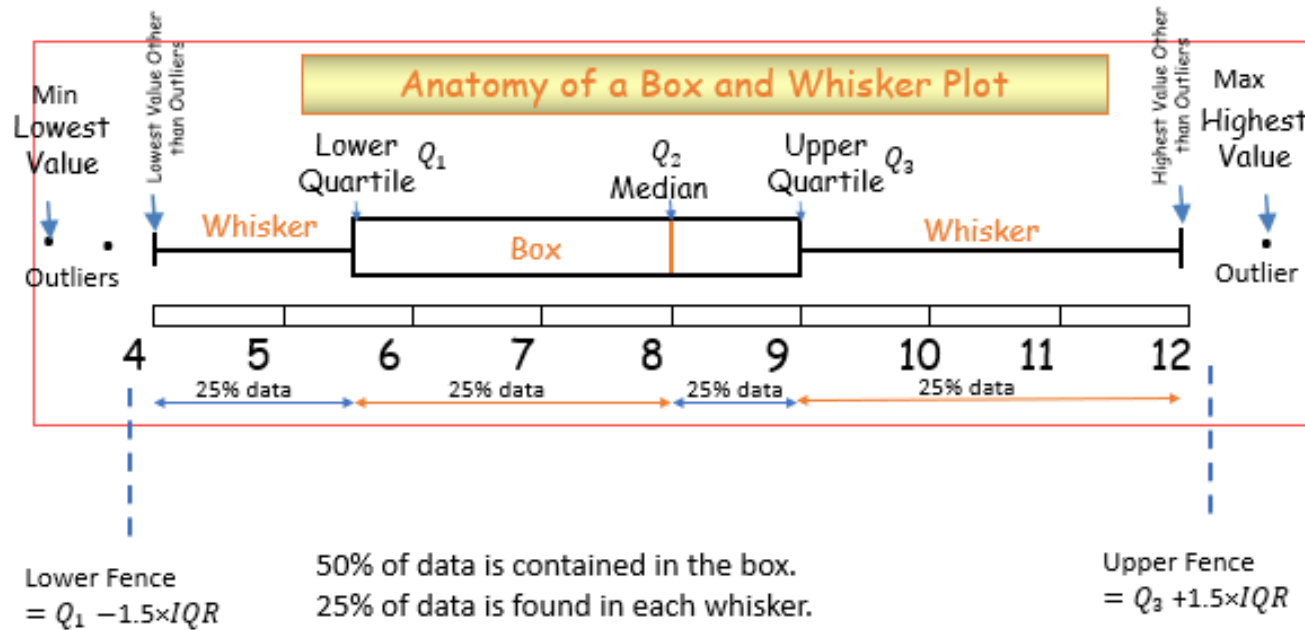 Anatomy of a Box and Whisker Plot
Min
Lowest
Value
Lowest Value Other
than Outliers
Lower
Quartile Q₁
Q₂
Median
Upper
Quartile Q₃
Highest Value Other
than Outliers
Max
Highest
Value
Whisker
Box
Whisker
Outliers
Outlier
4 5 6 7 8 9 10 11 12
25% data 25% data 25% data 25% data
Lower Fence
= Q₁ −1.5×IQR
50% of data is contained in the box.
25% of data is found in each whisker.
Upper Fence
= Q₃ +1.5×IQR